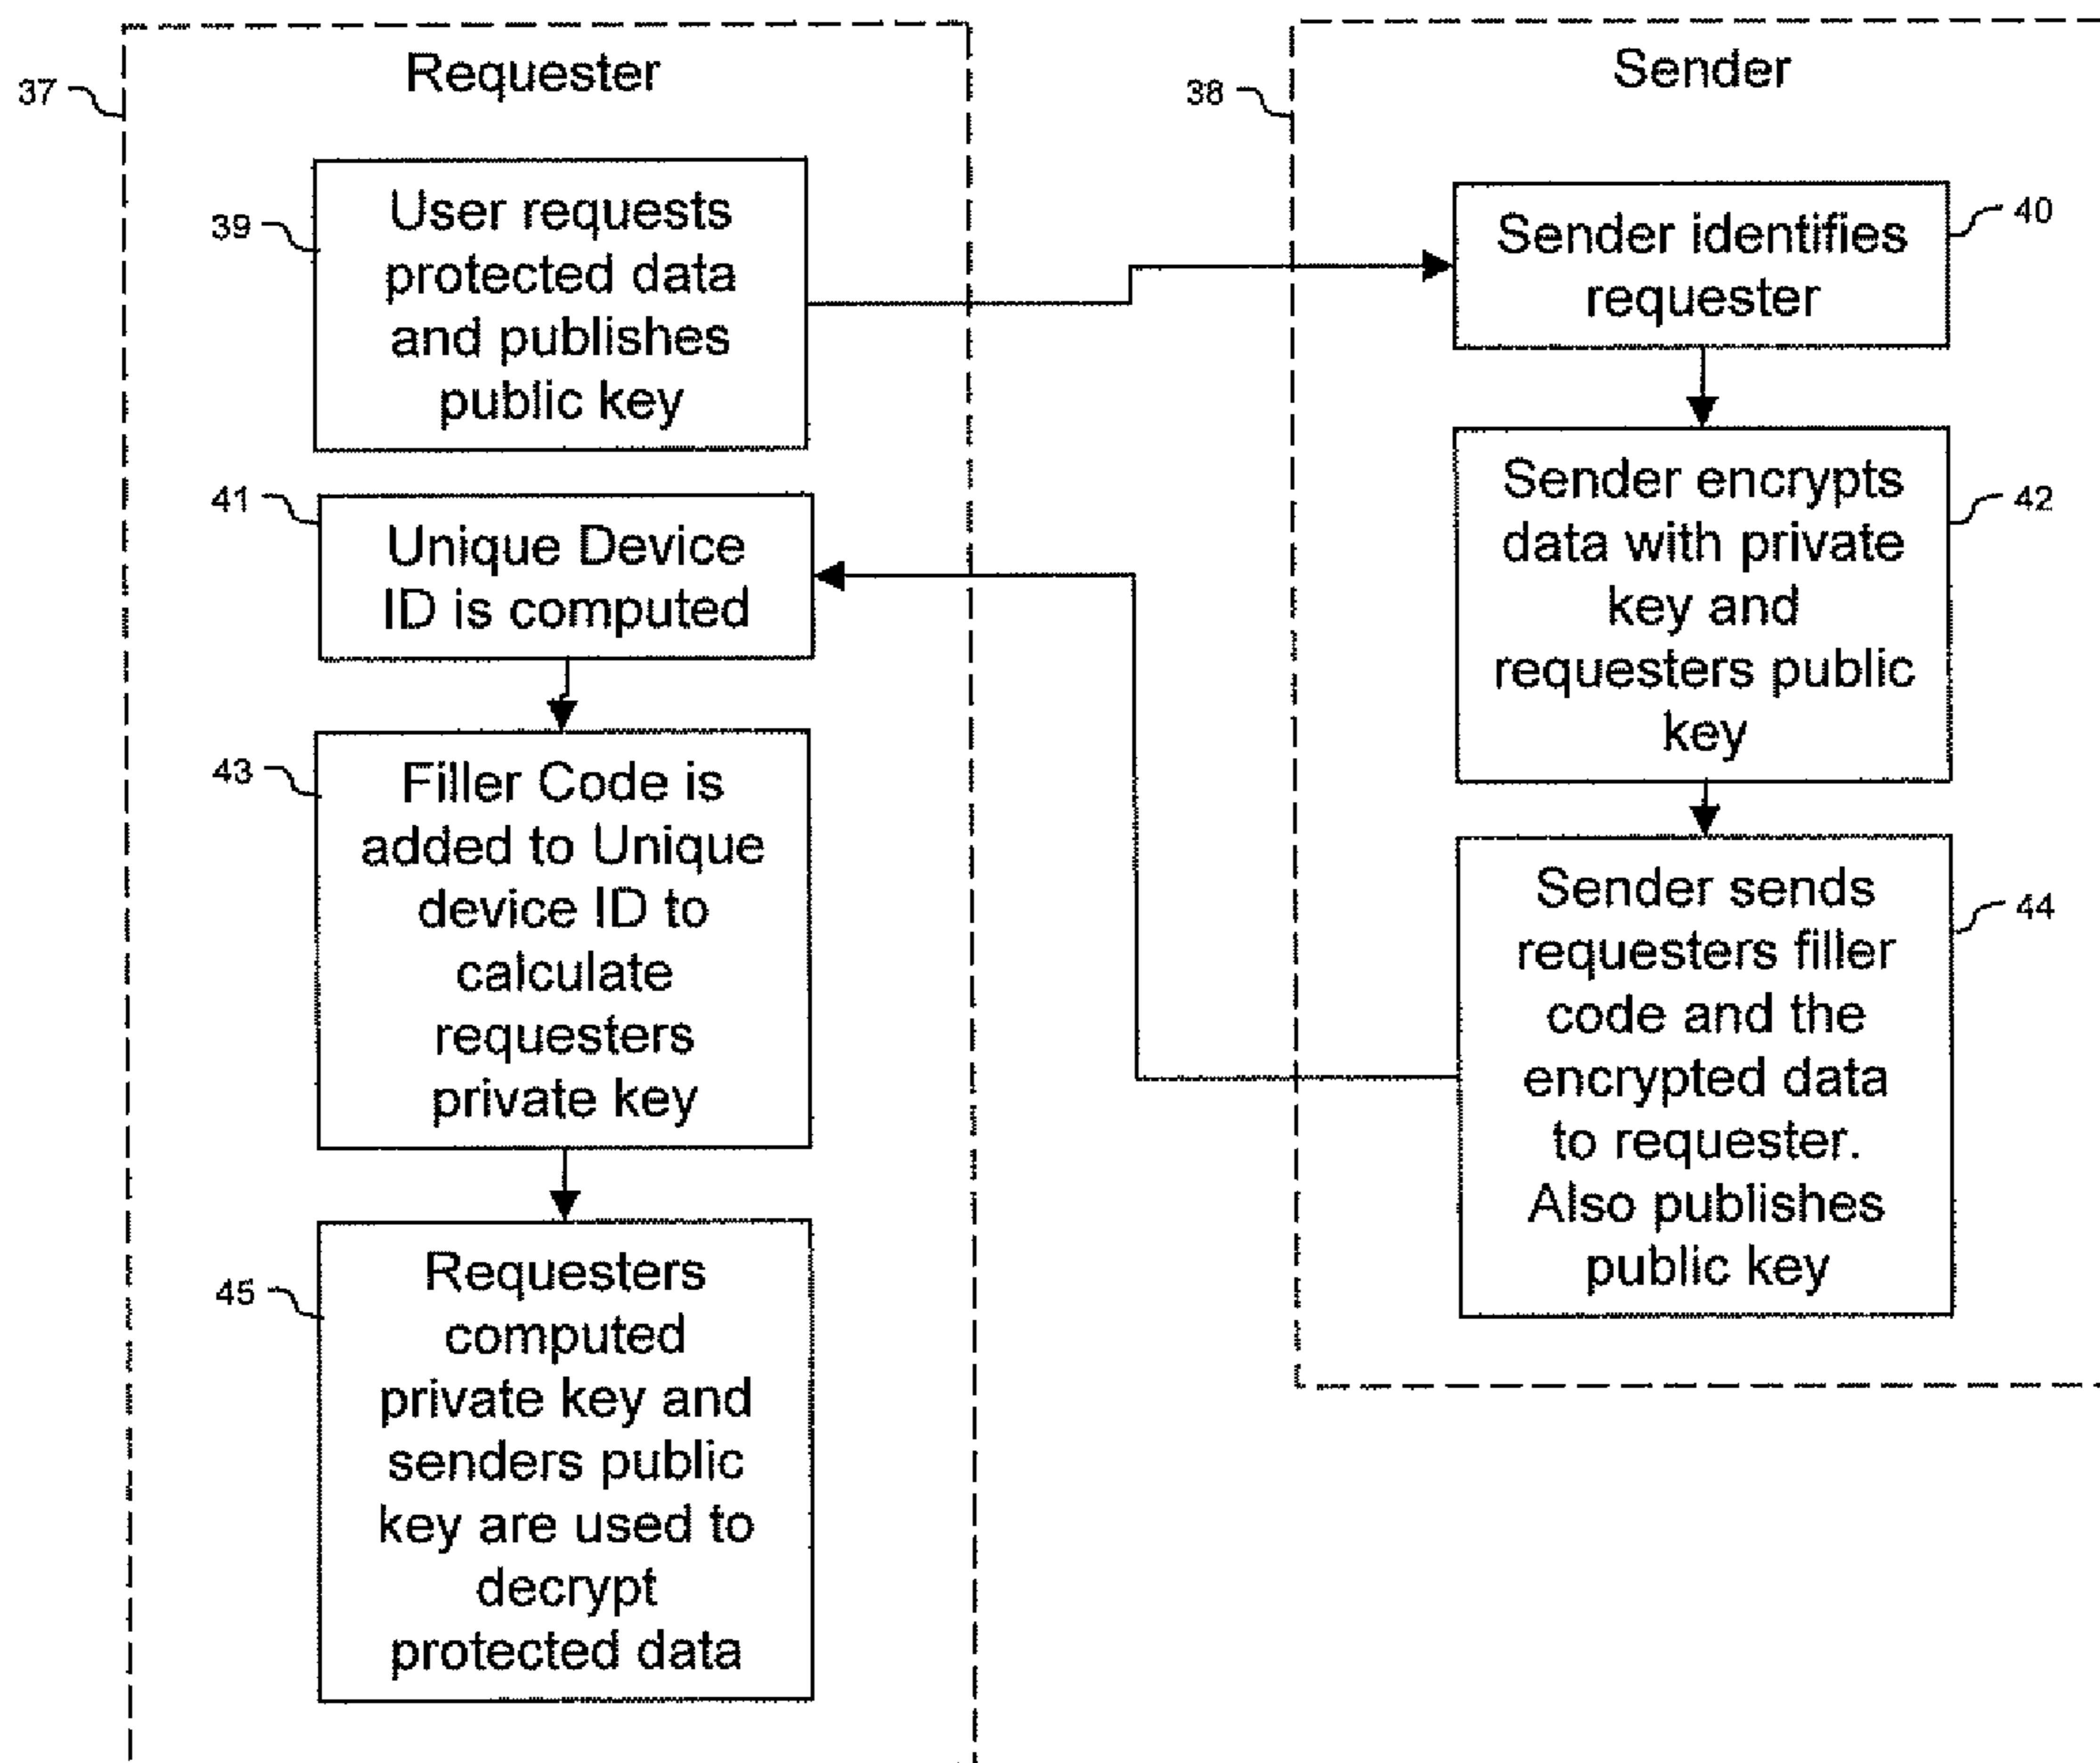 Requester
37
39
User requests
protected data
and publishes
public key
41
Unique Device
ID is computed
43
Filler Code is
added to Unique
device ID to
calculate
requesters
private key
45
Requesters
computed
private key and
senders public
key are used to
decrypt
protected data
Sender
38
Sender identifies
requester
40
Sender encrypts
data with private
key and
requesters public
key
42
Sender sends
requesters filler
code and the
encrypted data
to requester.
Also publishes
public key
44